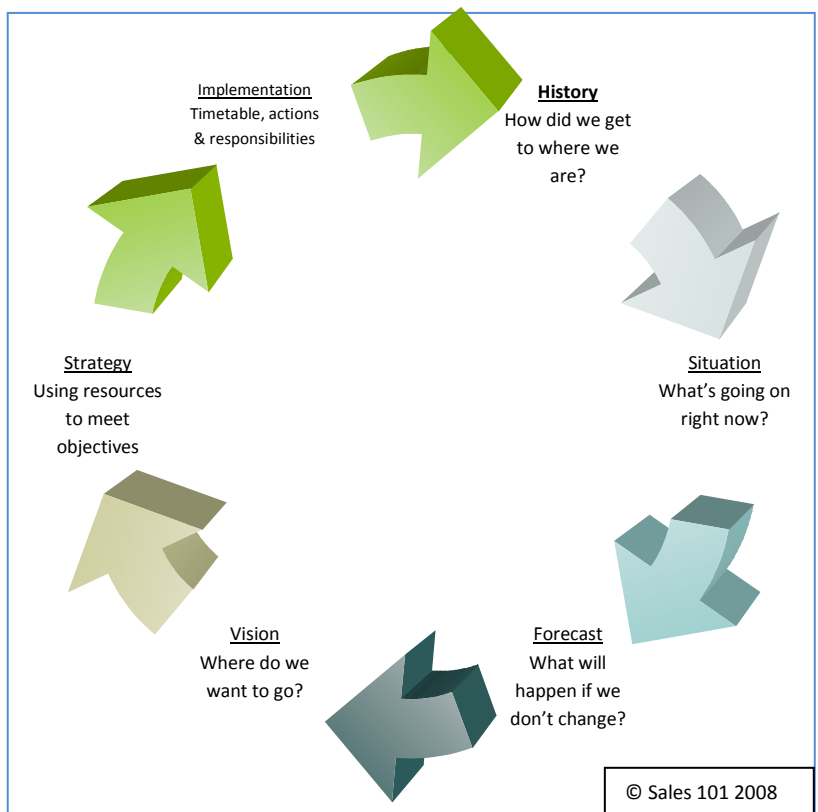 Implementation
Timetable, actions
& responsibilities
History
How did we get
to where we
are?
Situation
What’s going on
right now?
Forecast
What will
happen if we
don’t change?
Vision
Where do we
want to go?
Strategy
Using resources
to meet
objectives
© Sales 101 2008